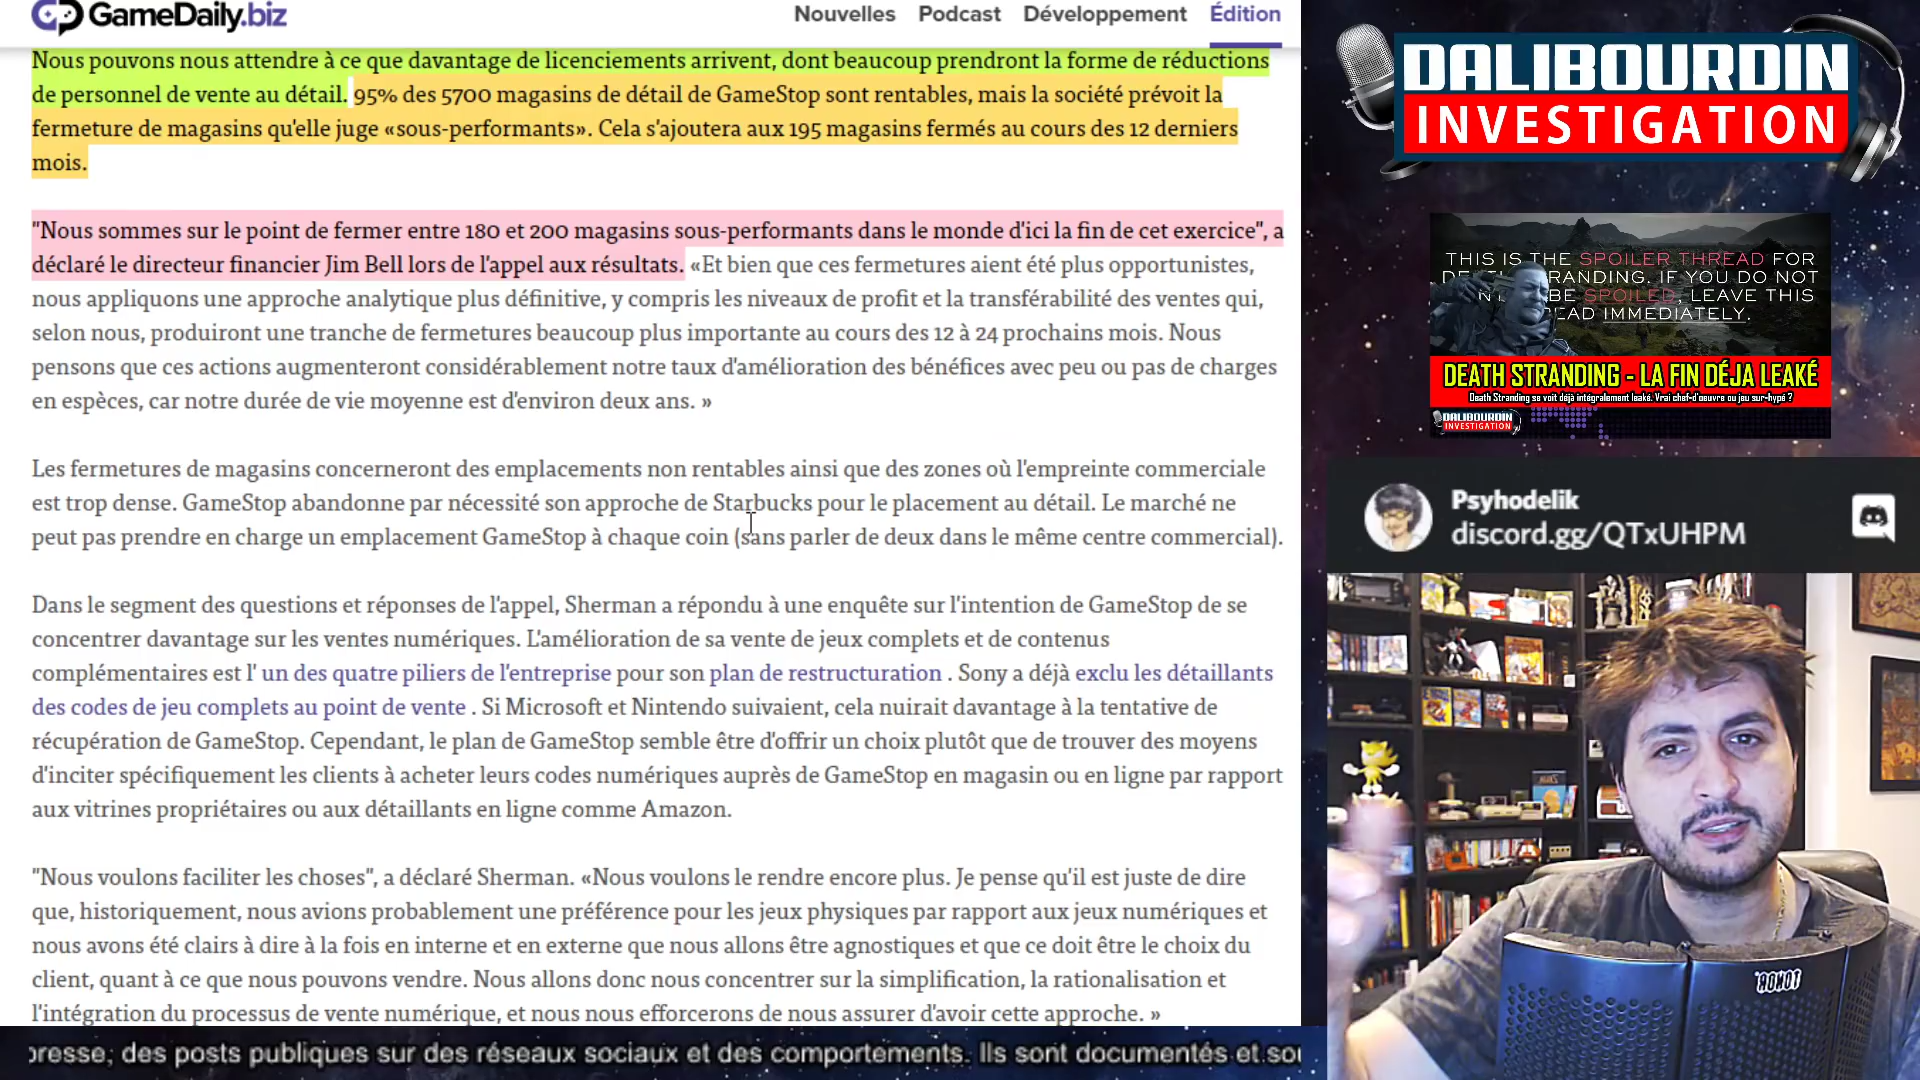 GameDaily.biz
Nouvelles Podcast Développement Édition
Nous pouvons nous attendre à ce que davantage de licenciements arrivent, dont beaucoup prendront la forme de réductions
de personnel de vente au détail. 95% des 5700 magasins de détail de GameStop sont rentables, mais la société prévoit la
fermeture de magasins qu'elle juge «sous-performants». Cela s'ajoutera aux 195 magasins fermés au cours des 12 derniers
mois.
"Nous sommes sur le point de fermer entre 180 et 200 magasins sous-performants dans le monde d'ici la fin de cet exercice", a
déclaré le directeur financier Jim Bell lors de l'appel aux résultats. «Et bien que ces fermetures aient été plus opportunistes,
nous appliquons une approche analytique plus définitive, y compris les niveaux de profit et la transférabilité des ventes qui,
selon nous, produiront une tranche de fermetures beaucoup plus importante au cours des 12 à 24 prochains mois. Nous
pensons que ces actions augmenteront considérablement notre taux d'amélioration des bénéfices avec peu ou pas de charges
en espèces, car notre durée de vie moyenne est d'environ deux ans. »
Les fermetures de magasins concerneront des emplacements non rentables ainsi que des zones où l'empreinte commerciale
est trop dense. GameStop abandonne par nécessité son approche de Starbucks pour le placement au détail. Le marché ne
peut pas prendre en charge un emplacement GameStop à chaque coin (sans parler de deux dans le même centre commercial).
Dans le segment des questions et réponses de l'appel, Sherman a répondu à une enquête sur l'intention de GameStop de se
concentrer davantage sur les ventes numériques. L'amélioration de sa vente de jeux complets et de contenus
complémentaires est l' un des quatre piliers de l'entreprise pour son plan de restructuration . Sony a déjà exclu les détaillants
des codes de jeu complets au point de vente . Si Microsoft et Nintendo suivaient, cela nuirait davantage à la tentative de
récupération de GameStop. Cependant, le plan de GameStop semble être d'offrir un choix plutôt que de trouver des moyens
d'inciter spécifiquement les clients à acheter leurs codes numériques auprès de GameStop en magasin ou en ligne par rapport
aux vitrines propriétaires ou aux détaillants en ligne comme Amazon.
"Nous voulons faciliter les choses", a déclaré Sherman. «Nous voulons le rendre encore plus. Je pense qu'il est juste de dire
que, historiquement, nous avions probablement une préférence pour les jeux physiques par rapport aux jeux numériques et
nous avons été clairs à dire à la fois en interne et en externe que nous allons être agnostiques et que ce doit être le choix du
client, quant à ce que nous pouvons vendre. Nous allons donc nous concentrer sur la simplification, la rationalisation et
l'intégration du processus de vente numérique, et nous nous efforcerons de nous assurer d'avoir cette approche. »
presse, des posts publiques sur des réseaux sociaux et des comportements. Ils sont documentés et sou
DALIBOURDIN
INVESTIGATION
THIS IS THE SPOILER THREAD FOR
DEATH STRANDING. IF YOU DO NOT
BE SPOILED, LEAVE THIS
IMMEDIATELY.
DEATH STRANDING - LA FIN DÉJA LEAKÉ
Death Stranding se voit déjà intégralement leaké. Vrai chef-d'oeuvre ou jeu sur-hypé ?
DALIBOURDIN
INVESTIGATION
Psyhodelik
discord.gg/QTxUHPM